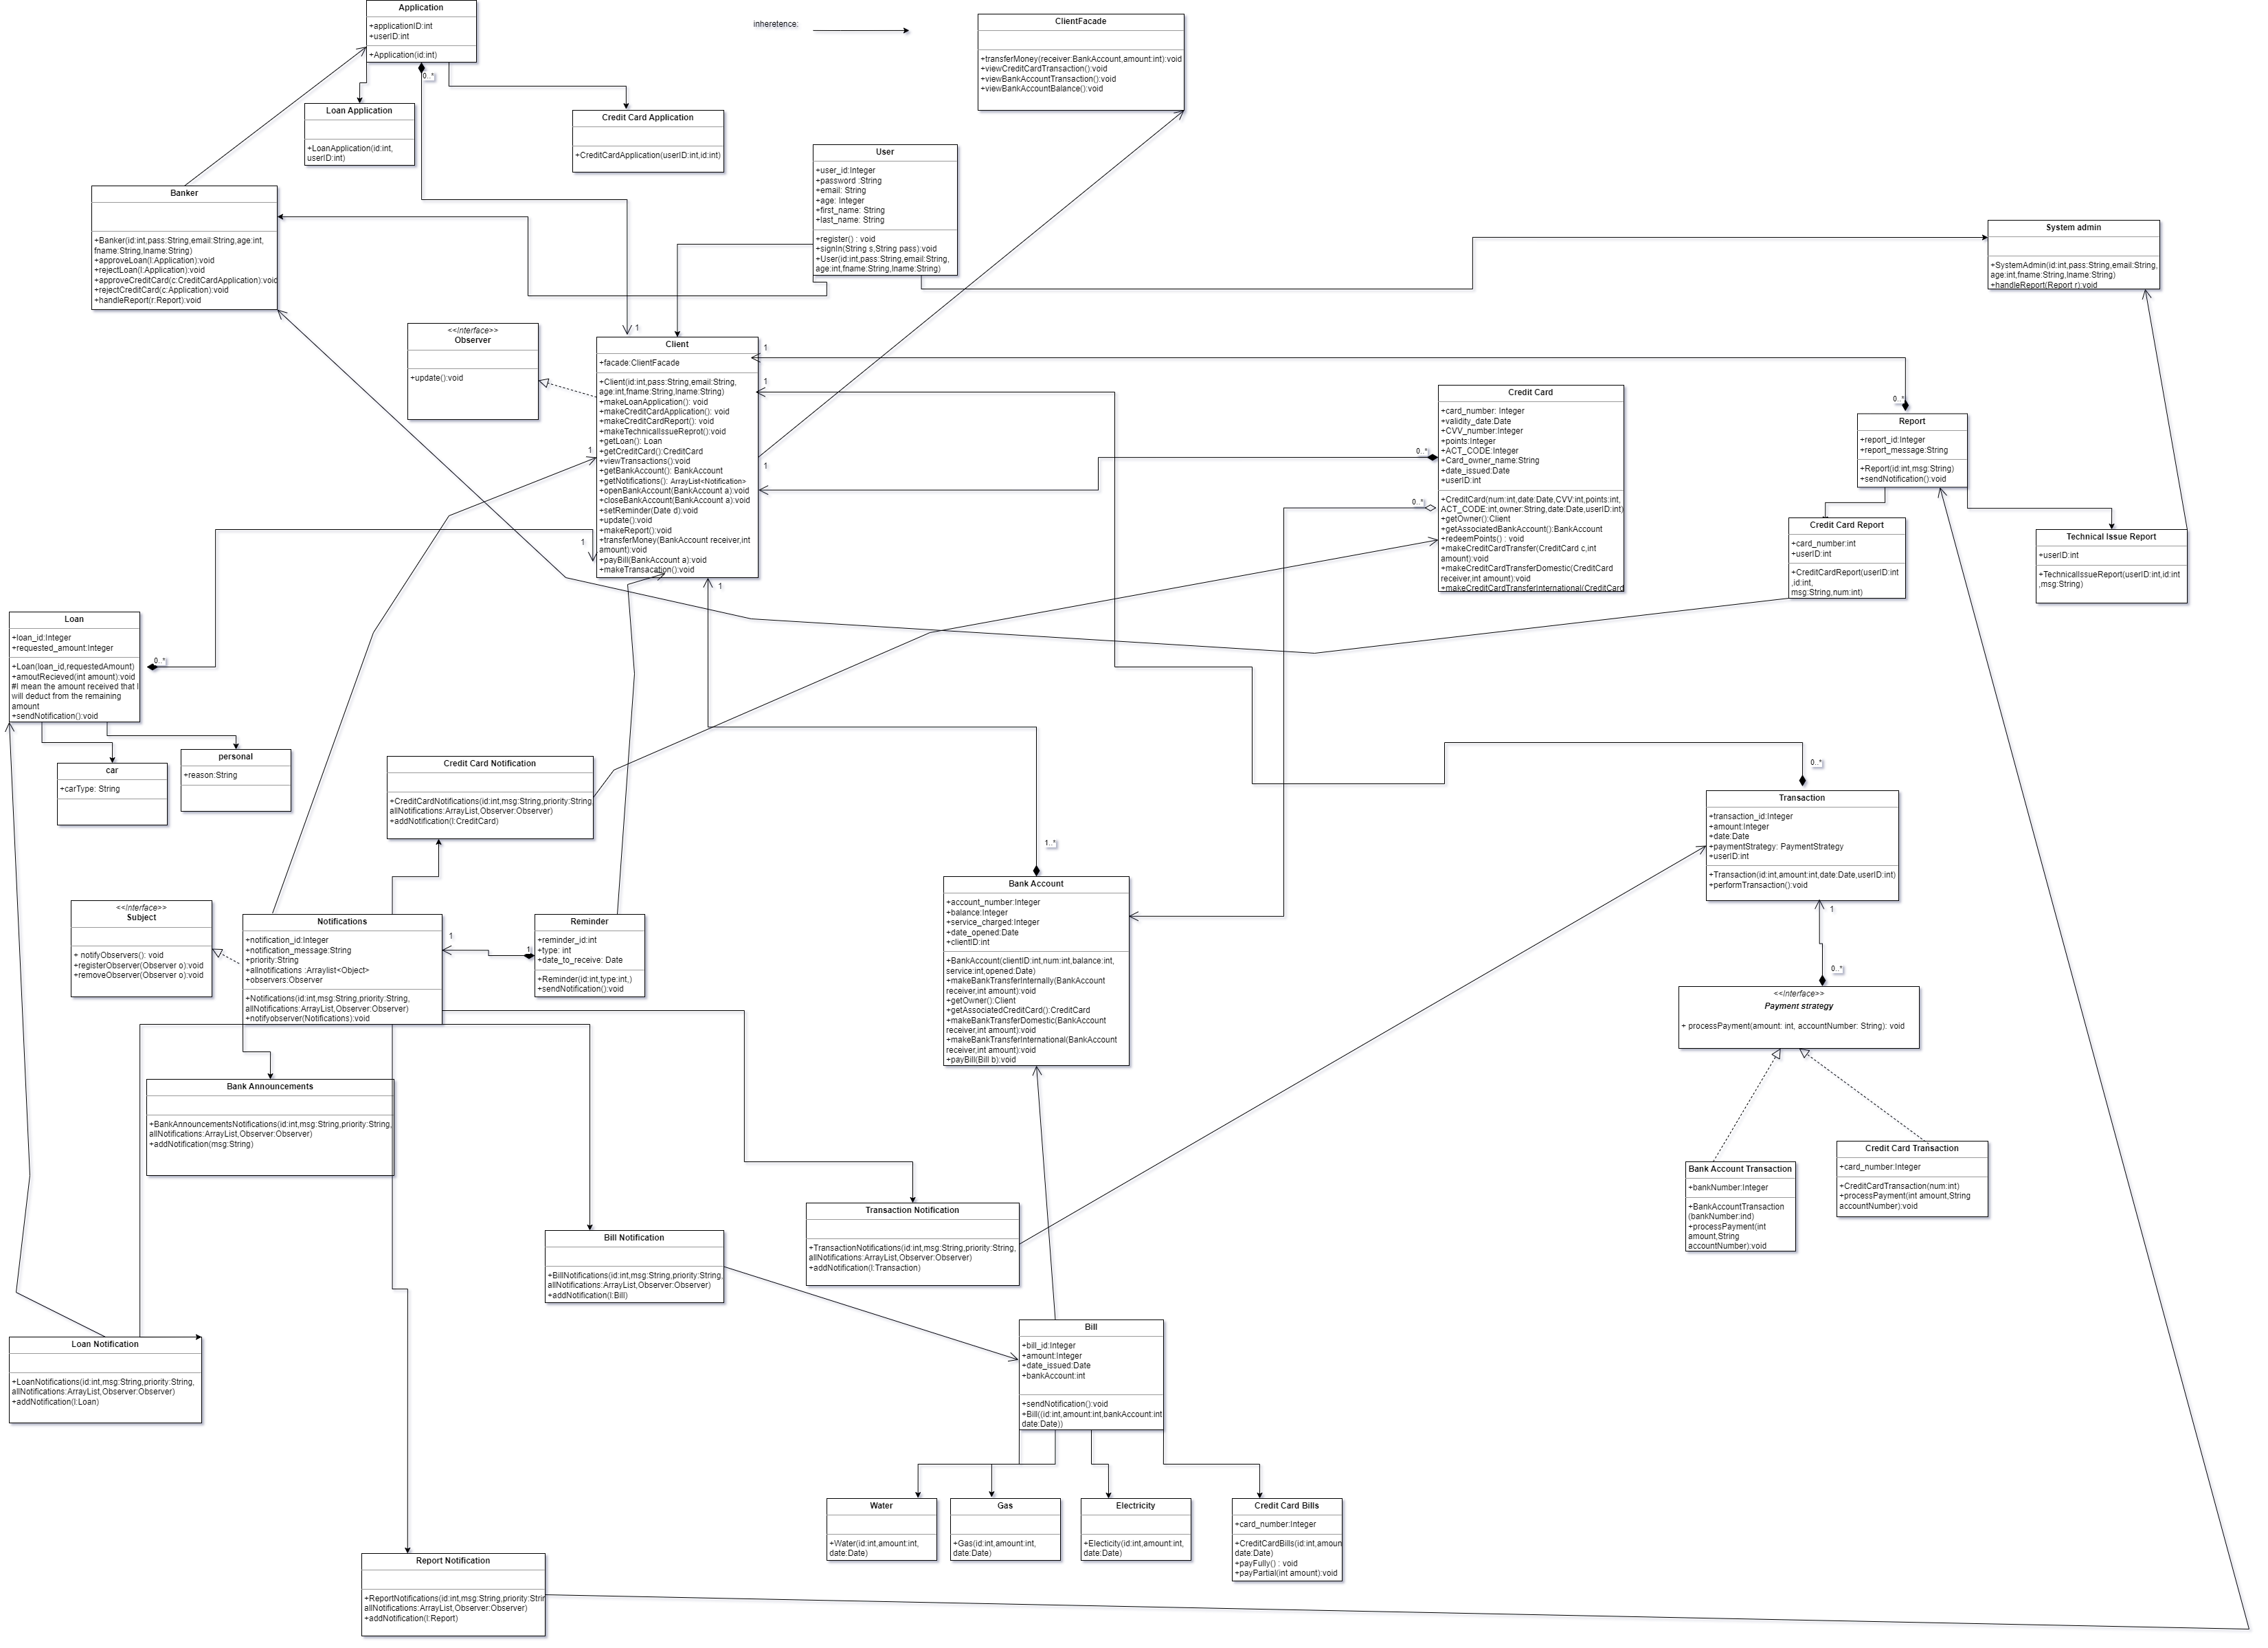 Application
+applicationID:int
+userID:int
+Application(id:int)
0..*
inheretence:
ClientFacade
+transferMoney(receiver:BankAccount,amount:int):void
+viewCreditCardTransaction():void
+viewBankAccountTransaction():void
+viewBankAccountBalance():void
Loan Application
+LoanApplication(id:int,
userID:int)
Credit Card Application
+CreditCardApplication(userID:int,id:int)
User
+user_id:Integer
+password :String
+email: String
+age: Integer
+first_name: String
+last_name: String
+register() : void
+signIn(String s,String pass):void
+User(id:int,pass:String,email:String,
age:int,fname:String,lname:String)
Banker
+Banker(id:int,pass:String,email:String,age:int,
fname:String,lname:String)
+approveLoan(l:Application):void
+rejectLoan(l:Application):void
+approveCreditCard(c:CreditCardApplication):void
+rejectCreditCard(c:Application):void
+handleReport(r:Report):void
System admin
+SystemAdmin(id:int,pass:String,email:String,
age:int,fname:String,lname:String)
+handleReport(Report r):void
<<Interface>>
Observer
+update():void
1
Client
+facade:ClientFacade
+Client(id:int,pass:String,email:String,
age:int,fname:String,lname:String)
+makeLoanApplication(): void
+makeCreditCardApplication(): void
+makeCreditCardReport(): void
+makeTechnicalIssueReprot():void
+getLoan(): Loan
+getCreditCard():CreditCard
+viewTransactions():void
+getBankAccount(): BankAccount
+getNotifications(): ArrayList<Notification>
+openBankAccount(BankAccount a):void
+closeBankAccount(BankAccount a):void
+setReminder(Date d):void
+update():void
+makeReport():void
+transferMoney(BankAccount receiver,int
amount):void
+payBill(BankAccount a):void
+makeTransacation():void
1
1
1
1
1
1
Credit Card
+card_number: Integer
+validity_date:Date
+CVV_number:Integer
+points:Integer
+ACT_CODE:Integer
+Card_owner_name:String
+date_issued:Date
+userID:int
+CreditCard(num:int,date:Date,CVV:int,points:int,
ACT_CODE:int,owner:String,date:Date,userID:int)
+getOwner():Client
+getAssociatedBankAccount():BankAccount
+redeemPoints() : void
+makeCreditCardTransfer(CreditCard c,int
amount):void
+makeCreditCardTransferDomestic(CreditCard
receiver,int amount):void
+makeCreditCardTransferInternational(CreditCard
0..*
0..*
0..*
Report
+report_id:Integer
+report_message:String
+Report(id:int,msg:String)
+sendNotification():void
Credit Card Report
+card_number:int
+userID:int
+CreditCardReport(userID:int
,id:int,
msg:String,num:int)
Technical Issue Report
+userID:int
+TechnicalIssueReport(userID:int,id:int
,msg:String)
Loan
+loan_id:Integer
+requested_amount:Integer
+Loan(loan_id,requestedAmount)
+amoutRecieved(int amount):void
#I mean the amount received that I
will deduct from the remaining
amount
+sendNotification():void
0..*
car
+carType: String
personal
+reason:String
Credit Card Notification
+CreditCardNotifications(id:int,msg:String,priority:String,
allNotifications:ArrayList,Observer:Observer)
+addNotification(l:CreditCard)
<<Interface>>
Subject
+ notifyObservers(): void
+registerObserver(Observer o):void
+removeObserver(Observer o):void
Notifications
+notification_id:Integer
+notification_message:String
+priority:String
+allnotifications :Arraylist<Object>
+observers:Observer
+Notifications(id:int,msg:String,priority:String,
allNotifications:ArrayList,Observer:Observer)
+notifyobserver(Notifications):void
1
1
Reminder
+reminder_id:int
+type: int
+date_to_receive: Date
+Reminder(id:int,type:int,)
+sendNotification():void
1..*
Bank Account
+account_number:Integer
+balance:Integer
+service_charged:Integer
+date_opened:Date
+clientID:int
+BankAccount(clientID:int,num:int,balance:int,
service:int,opened:Date)
+makeBankTransferInternally(BankAccount
receiver,int amount):void
+getOwner():Client
+getAssociatedCreditCard():CreditCard
+makeBankTransferDomestic(BankAccount
receiver,int amount):void
+makeBankTransferInternational(BankAccount
receiver,int amount):void
+payBill(Bill b):void
0..*
Transaction
+transaction_id:Integer
+amount:Integer
+date:Date
+paymentStrategy: PaymentStrategy
+userID:int
+Transaction(id:int,amount:int,date:Date,userID:int)
+performTransaction():void
1
0..*
<<Interface>>
Payment strategy
+ processPayment(amount: int, accountNumber: String): void
Bank Account Transaction
+bankNumber:Integer
+BankAccountTransaction
(bankNumber:ind)
+processPayment(int
amount,String
accountNumber):void
Credit Card Transaction
+card_number:Integer
+CreditCardTransaction(num:int)
+processPayment(int amount,String
accountNumber):void
Bank Announcements
+BankAnnouncementsNotifications(id:int,msg:String,priority:String,
allNotifications:ArrayList,Observer:Observer)
+addNotification(msg:String)
Transaction Notification
+TransactionNotifications(id:int,msg:String,priority:String,
allNotifications:ArrayList,Observer:Observer)
+addNotification(l:Transaction)
Bill Notification
+BillNotifications(id:int,msg:String,priority:String,
allNotifications:ArrayList,Observer:Observer)
+addNotification(l:Bill)
Loan Notification
+LoanNotifications(id:int,msg:String,priority:String,
allNotifications:ArrayList,Observer:Observer)
+addNotification(l:Loan)
Bill
+bill_id:Integer
+amount:Integer
+date_issued:Date
+bankAccount:int
+sendNotification():void
+Bill((id:int,amount:int,bankAccount:int
date:Date))
Water
+Water(id:int,amount:int,
date:Date)
Gas
+Gas(id:int,amount:int,
date:Date)
Electricity
+Electicity(id:int,amount:int,
date:Date)
Credit Card Bills
+card_number:Integer
+CreditCardBills(id:int,amoun
date:Date)
+payFully() : void
+payPartial(int amount):void
Report Notification
+ReportNotifications(id:int,msg:String,priority:Strin
allNotifications:ArrayList,Observer:Observer)
+addNotification(l:Report)